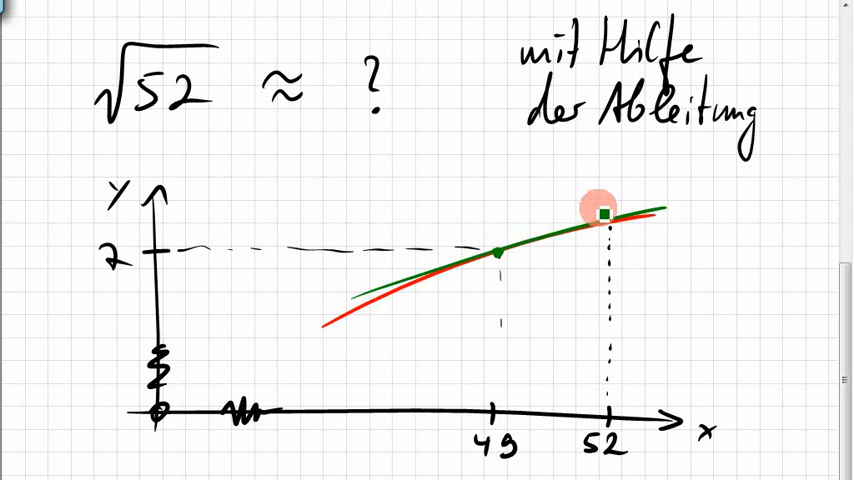 √52 ≈ ?
mit Hilfe
der Ableitung
y
7
49
52
x